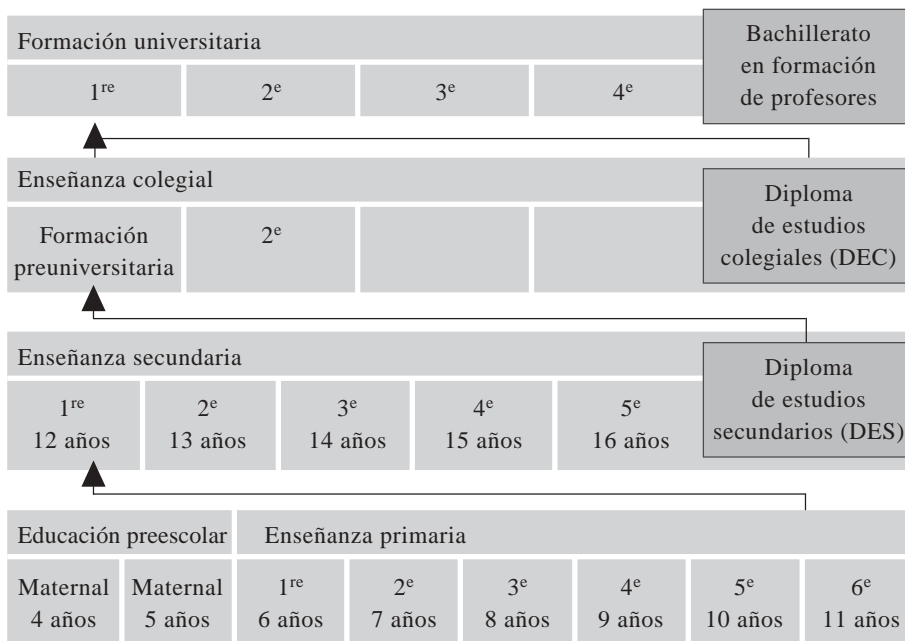 Formación universitaria
1re
2e
3e
4e
Bachillerato
en formación
de profesores
Enseñanza colegial
Formación
preuniversitaria
2e
Diploma
de estudios
colegiales (DEC)
Enseñanza secundaria
1re
12 años
2e
13 años
3e
14 años
4e
15 años
5e
16 años
Diploma
de estudios
secundarios (DES)
Educación preescolar
Enseñanza primaria
Maternal
4 años
Maternal
5 años
1re
6 años
2e
7 años
3e
8 años
4e
9 años
5e
10 años
6e
11 años